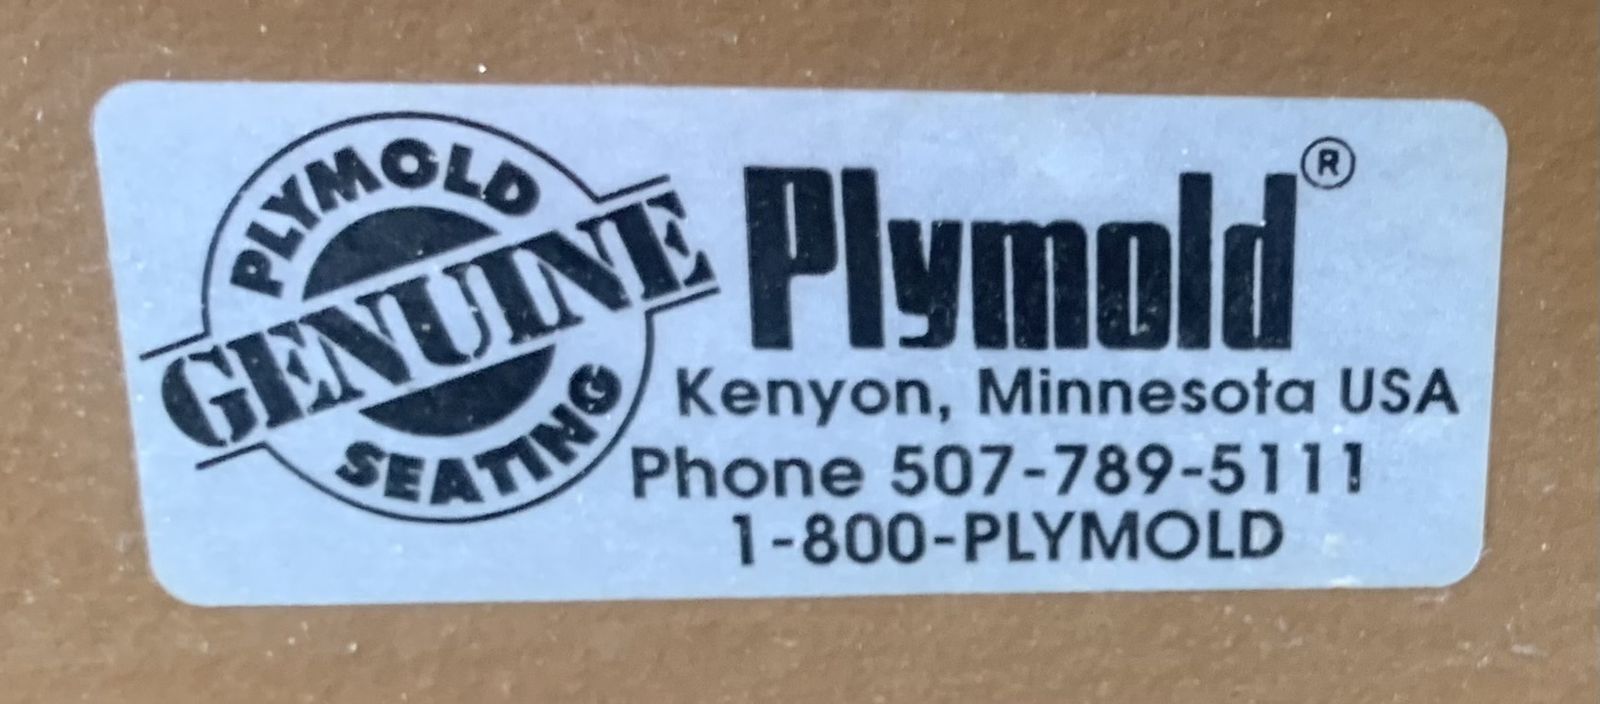 PLYMOLD
GENUINE
SEATING
Plymold®
Kenyon, Minnesota USA
Phone 507-789-5111
1-800-PLYMOLD